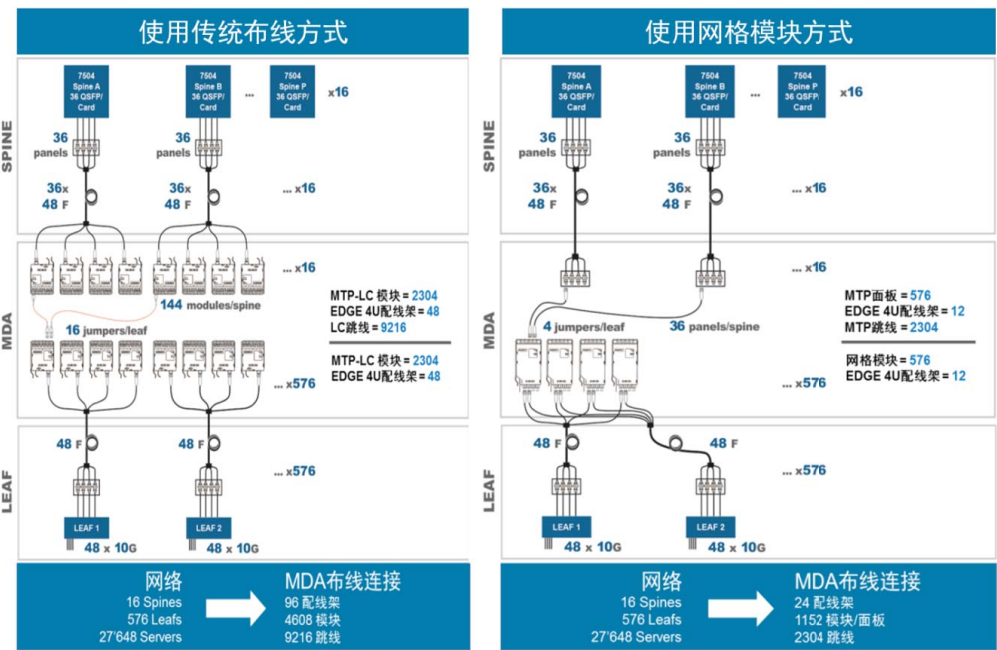 使用传统布线方式
SPINE
7504
Spine A
36 QSFP/
Card
7504
Spine B
36 QSFP/
Card
...
7504
Spine P
36 QSFP/
Card
x16
36
panels
36
panels
36x
48 F
36x
48 F
... x16
MDA
... x16
144 modules/spine
16 jumpers/leaf
MTP-LC 模块 = 2304
EDGE 4U配线架 = 48
LC跳线 = 9216
MTP-LC 模块 = 2304
EDGE 4U配线架 = 48
... x576
LEAF
48 F
48 F
... x576
LEAF 1
LEAF 2
48 x 10G
48 x 10G
网络
16 Spines
576 Leafs
27'648 Servers
MDA布线连接
96 配线架
4608 模块
9216 跳线
使用网格模块方式
SPINE
7504
Spine A
36 QSFP/
Card
7504
Spine B
36 QSFP/
Card
...
7504
Spine P
36 QSFP/
Card
x16
36
panels
36
panels
36x
48 F
36x
48 F
... x16
MDA
... x16
4 jumpers/leaf
36 panels/spine
MTP面板 = 576
EDGE 4U配线架 = 12
MTP跳线 = 2304
网格模块 = 576
EDGE 4U配线架 = 12
... x576
LEAF
48 F
48 F
... x576
LEAF 1
LEAF 2
48 x 10G
48 x 10G
网络
16 Spines
576 Leafs
27'648 Servers
MDA布线连接
24 配线架
1152 模块/面板
2304 跳线